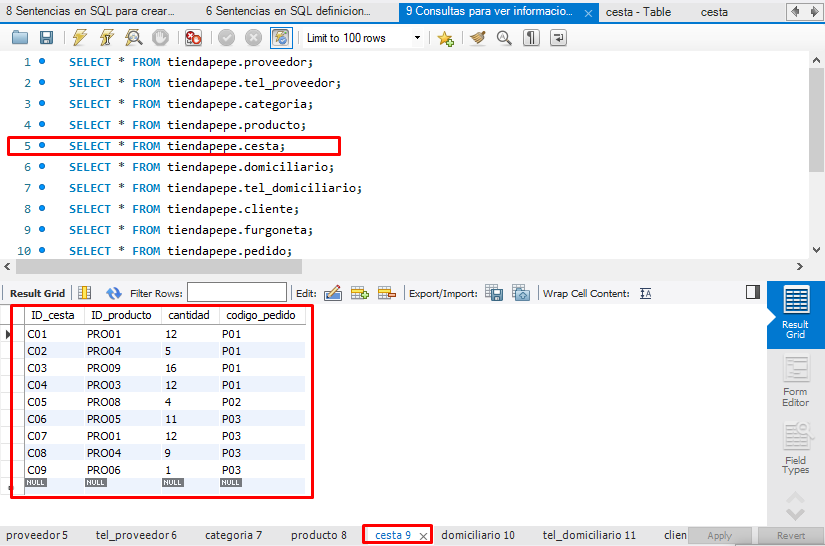 8 Sentencias en SQL para crear... 6 Sentencias en SQL definicion... 9 Consultas para ver informacio... cesta - Table cesta
Limit to 100 rows
1 SELECT * FROM tiendapepe.proveedor;
2 SELECT * FROM tiendapepe.tel_proveedor;
3 SELECT * FROM tiendapepe.categoria;
4 SELECT * FROM tiendapepe.producto;
5 SELECT * FROM tiendapepe.cesta;
6 SELECT * FROM tiendapepe.domiciliario;
7 SELECT * FROM tiendapepe.tel_domiciliario;
8 SELECT * FROM tiendapepe.cliente;
9 SELECT * FROM tiendapepe.furgoneta;
10 SELECT * FROM tiendapepe.pedido;
Result Grid Filter Rows: Edit: Export/Import: Wrap Cell Content:
ID_cesta ID_producto cantidad codigo_pedido
C01 PRO01 12 P01
C02 PRO04 5 P01
C03 PRO09 16 P01
C04 PRO03 12 P01
C05 PRO08 4 P02
C06 PRO05 11 P03
C07 PRO01 12 P03
C08 PRO04 9 P03
C09 PRO06 1 P03
NULL NULL NULL NULL
Result
Grid
Form
Editor
Field
Types
proveedor 5 tel_proveedor 6 categoria 7 producto 8 cesta 9 domiciliario 10 tel_domiciliario 11 clien Apply Revert